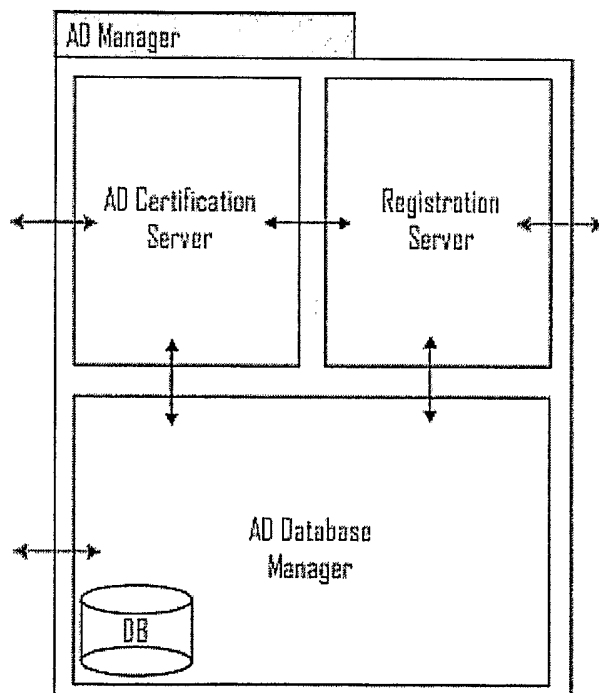 AD Manager
AD Certification
Server
Registration
Server
AD Database
Manager
DB